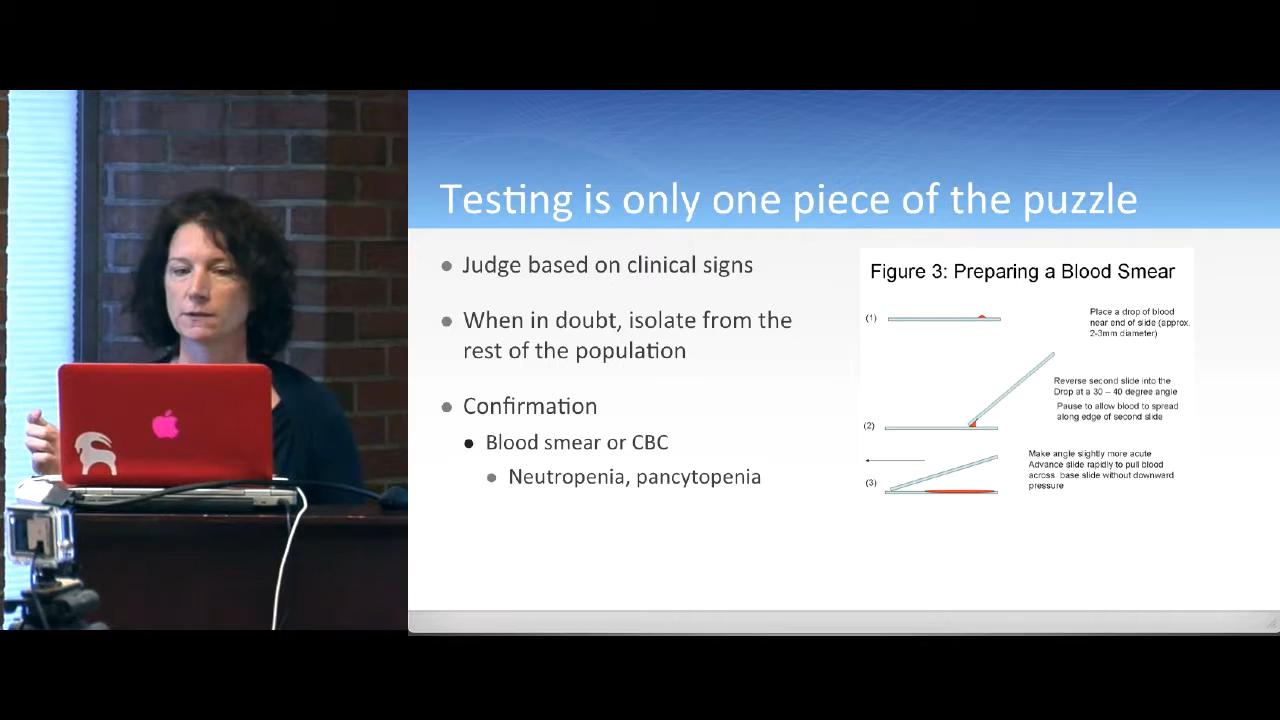 Testing is only one piece of the puzzle
Judge based on clinical signs
When in doubt, isolate from the
rest of the population
Confirmation
Blood smear or CBC
Neutropenia, pancytopenia
Figure 3: Preparing a Blood Smear
(1)
Place a drop of blood
near end of slide (approx.
2-3mm diameter)
Reverse second slide into the
Drop at a 30 – 40 degree angle
Pause to allow blood to spread
along edge of second slide
(2)
Make angle slightly more acute
Advance slide rapidly to pull blood
across base slide without downward
pressure
(3)